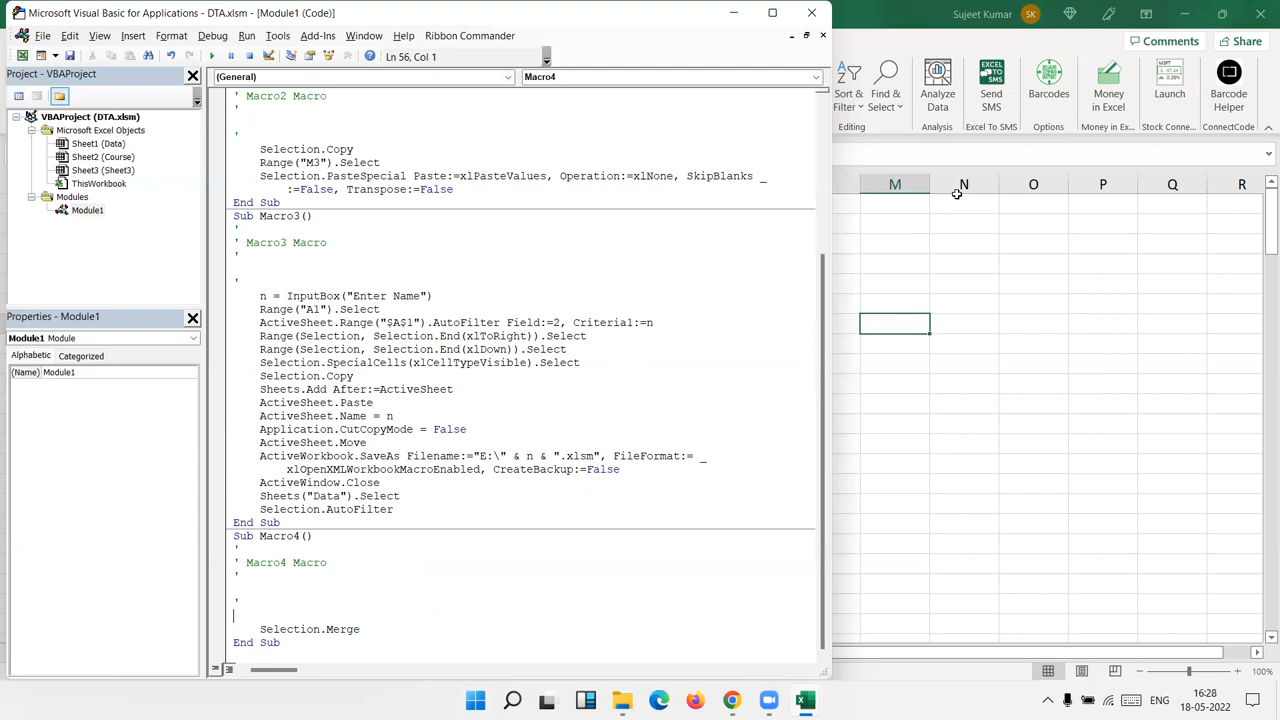 Microsoft Visual Basic for Applications - DTA.xlsm - [Module1 (Code)]
Sujeet Kumar
SK
File Edit View Insert Format Debug Run Tools Add-Ins Window Help Ribbon Commander
Comments
Share
Ln 56, Col 1
Project - VBAProject
(General)
Macro4
VBAProject (DTA.xlsm)
Microsoft Excel Objects
Sheet1 (Data)
Sheet2 (Course)
Sheet3 (Sheet3)
ThisWorkbook
Modules
Module1
Properties - Module1
Module1 Module
Alphabetic Categorized
(Name) Module1
' Macro2 Macro
'
'
Selection.Copy
Range("M3").Select
Selection.PasteSpecial Paste:=xlPasteValues, Operation:=xlNone, SkipBlanks _
:=False, Transpose:=False
End Sub
Sub Macro3()
'
' Macro3 Macro
'
'
n = InputBox("Enter Name")
Range("A1").Select
ActiveSheet.Range("$A$1").AutoFilter Field:=2, Criteria1:=n
Range(Selection, Selection.End(xlToRight)).Select
Range(Selection, Selection.End(xlDown)).Select
Selection.SpecialCells(xlCellTypeVisible).Select
Selection.Copy
Sheets.Add After:=ActiveSheet
ActiveSheet.Paste
ActiveSheet.Name = n
Application.CutCopyMode = False
ActiveSheet.Move
ActiveWorkbook.SaveAs Filename:="E:\" & n & ".xlsm", FileFormat:= _
xlOpenXMLWorkbookMacroEnabled, CreateBackup:=False
ActiveWindow.Close
Sheets("Data").Select
Selection.AutoFilter
End Sub
Sub Macro4()
'
' Macro4 Macro
'
'
Selection.Merge
End Sub
Sort & Filter
Find & Select
Analyze Data
Send SMS
EXCEL TO SMS
Barcodes
Money in Excel
MSFT
Launch
Barcode Helper
Editing
Analysis
Excel To SMS
Options
Money in Ex...
Stock Conne...
ConnectCode
M N O P Q R
100%
ENG
16:28
18-05-2022